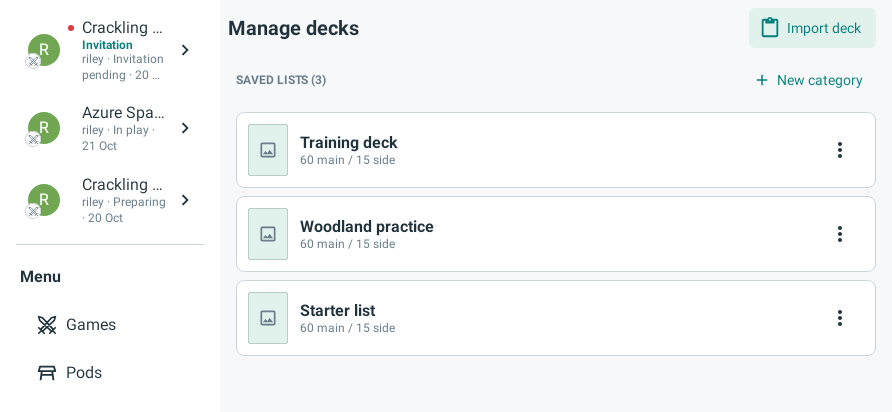 Crackling ...
Invitation
riley · Invitation
pending · 20 ...
R
Azure Spa...
riley · In play ·
21 Oct
R
Crackling ...
riley · Preparing
· 20 Oct
R
Menu
Games
Pods
Manage decks
Import deck
SAVED LISTS (3)
New category
Training deck
60 main / 15 side
Woodland practice
60 main / 15 side
Starter list
60 main / 15 side